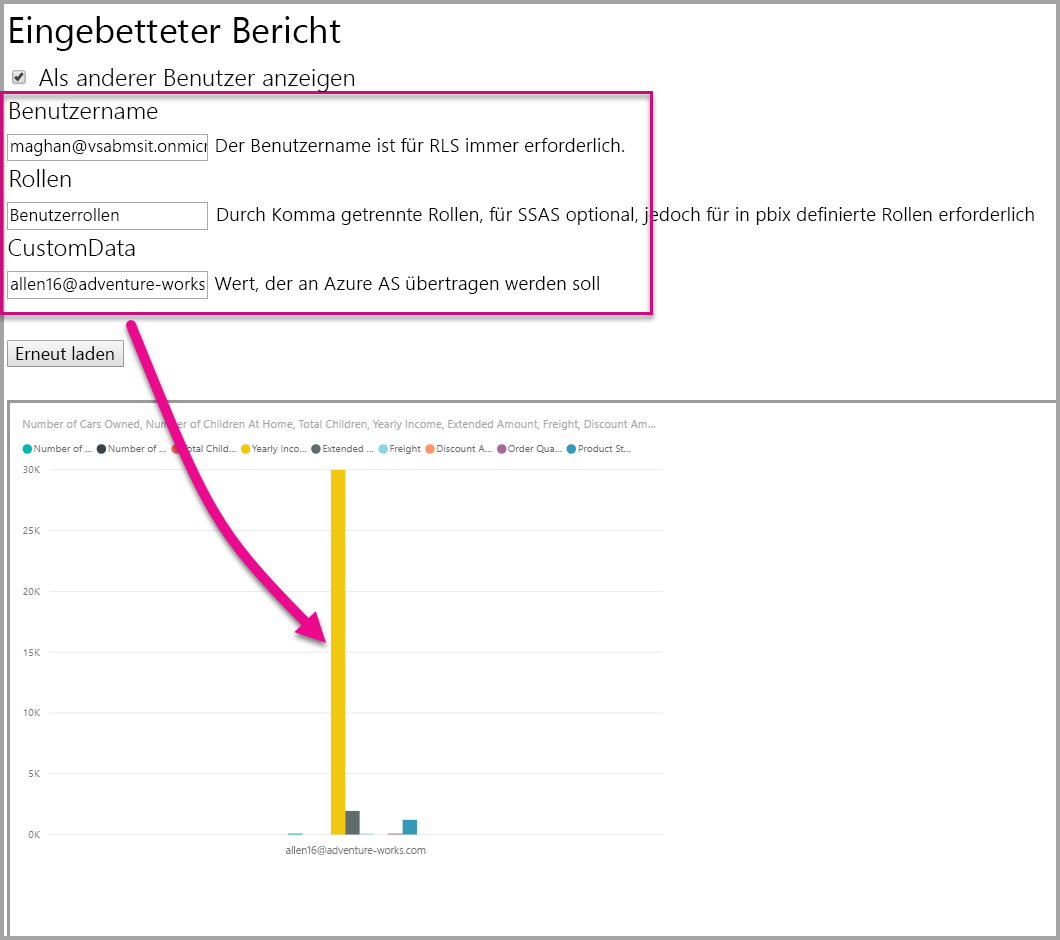 Eingebetteter Bericht
Als anderer Benutzer anzeigen
Benutzername
maghan@vsabmsit.onmicr Der Benutzername ist für RLS immer erforderlich.
Rollen
Benutzerrollen Durch Komma getrennte Rollen, für SSAS optional, jedoch für in pbix definierte Rollen erforderlich
CustomData
allen16@adventure-works Wert, der an Azure AS übertragen werden soll
Erneut laden
Number of Cars Owned, Number of Children At Home, Total Children, Yearly Income, Extended Amount, Freight, Discount Am...
Number of ... Number of ... Total Child... Yearly Inco... Extended ... Freight Discount A... Order Qua... Product St...
30K
25K
20K
15K
10K
5K
0K
allen16@adventure-works.com